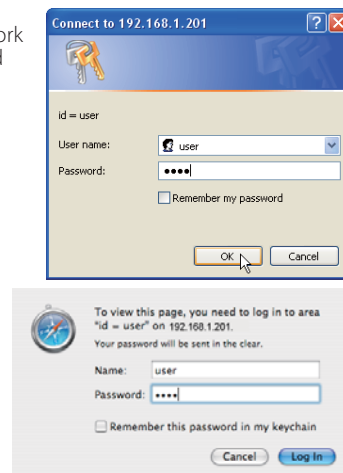 ork
Connect to 192.168.1.201
id = user
User name:
user
Password:
••••
Remember my password
OK
Cancel
To view this page, you need to log in to area
"id = user" on 192.168.1.201.
Your password will be sent in the clear.
Name:
user
Password:
••••
Remember this password in my keychain
Cancel
Log In